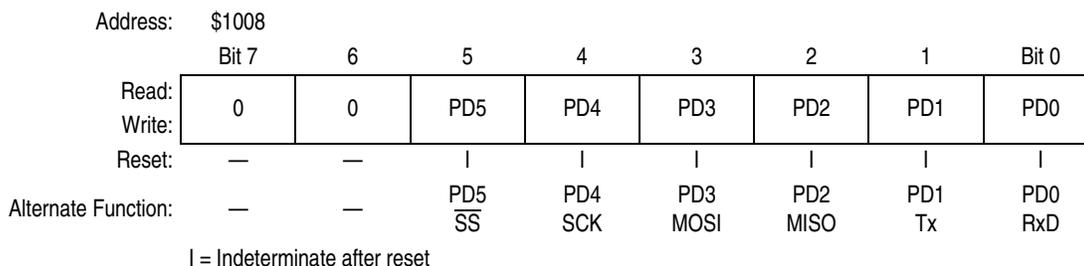 Address: $1008
Bit 7 6 5 4 3 2 1 Bit 0
Read:
Write:
0 0 PD5 PD4 PD3 PD2 PD1 PD0
Reset: — — I I I I I I
Alternate Function: — — PD5 PD4 PD3 PD2 PD1 PD0
S̅S̅ SCK MOSI MISO Tx RxD
I = Indeterminate after reset